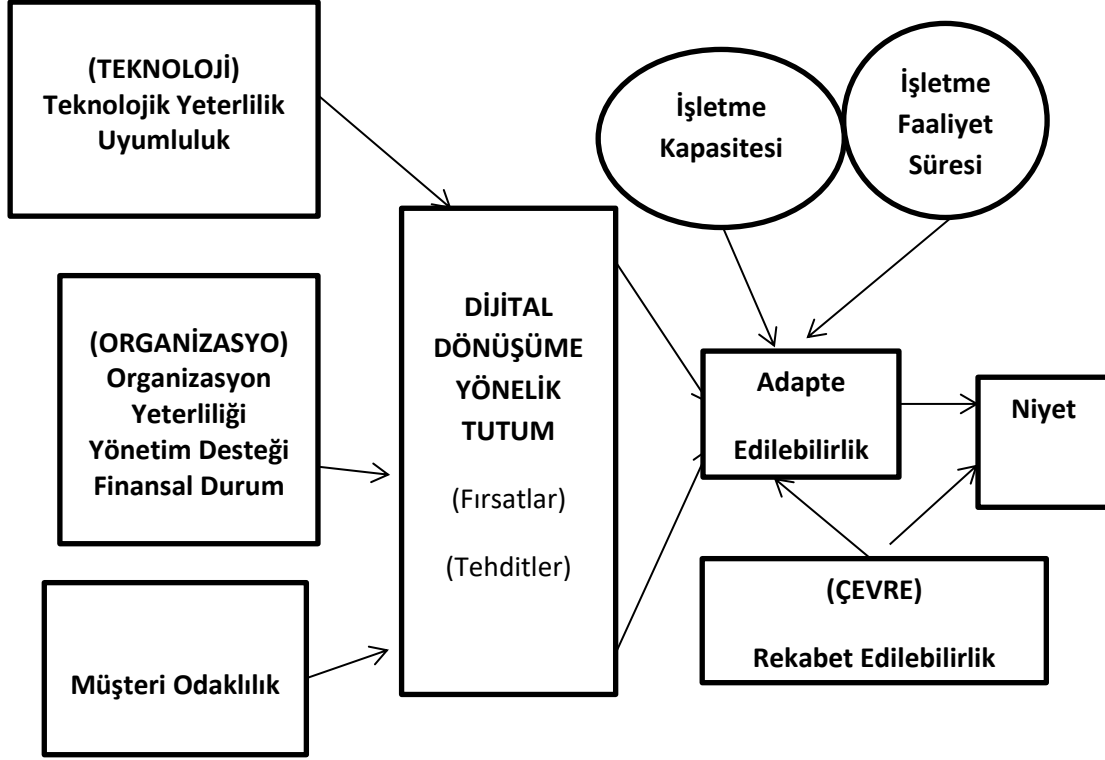 (TEKNOLOJİ)
Teknolojik Yeterlilik
Uyumluluk
(ORGANİZASYO)
Organizasyon
Yeterliliği
Yönetim Desteği
Finansal Durum
Müşteri Odaklılık
DİJİTAL
DÖNÜŞÜME
YÖNELİK
TUTUM
(Fırsatlar)
(Tehditler)
İşletme
Kapasitesi
İşletme
Faaliyet
Süresi
Adapte
Edilebilirlik
Niyet
(ÇEVRE)
Rekabet Edilebilirlik